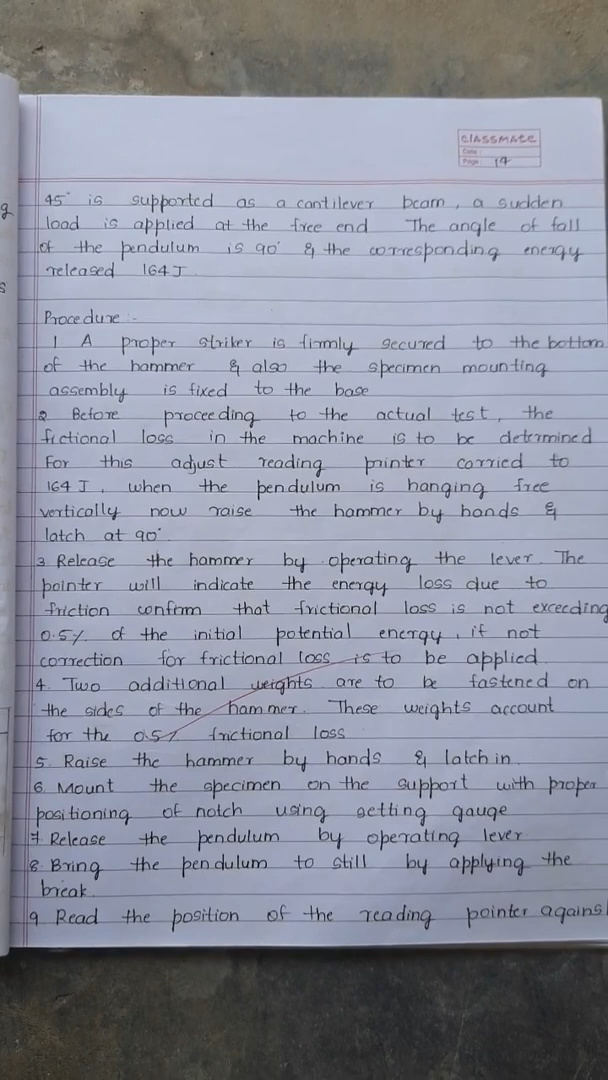 g
s
CLASSMATE
Date :
Page : 14
45° is supported as a cantilever beam, a sudden
load is applied at the free end The angle of fall
of the pendulum is 90° & the corresponding energy
released 164 J
Procedure :-
1 A proper striker is firmly secured to the bottom
of the hammer & also the specimen mounting
assembly is fixed to the base
2 Before proceeding to the actual test, the
frctional loss in the machine is to be determined
For this adjust reading printer corried to
164 J, when the pendulum is hanging free
vertically now raise the hammer by hands &
latch at 90°
3 Release the hammer by operating the lever. The
pointer will indicate the energy loss due to
friction confirm that frictional loss is not exceeding
0.5% of the initial potential energy, if not
correction for frictional loss is to be applied
4. Two additional weights are to be fastened on
the sides of the hammer. These weights account
for the 0.5% frictional loss
5. Raise the hammer by hands & latch in.
6. Mount the specimen on the support with proper
positioning of notch using setting gauge
7. Release the pendulum by operating lever
8. Bring the pendulum to still by applying the
break.
9 Read the position of the reading pointer agains